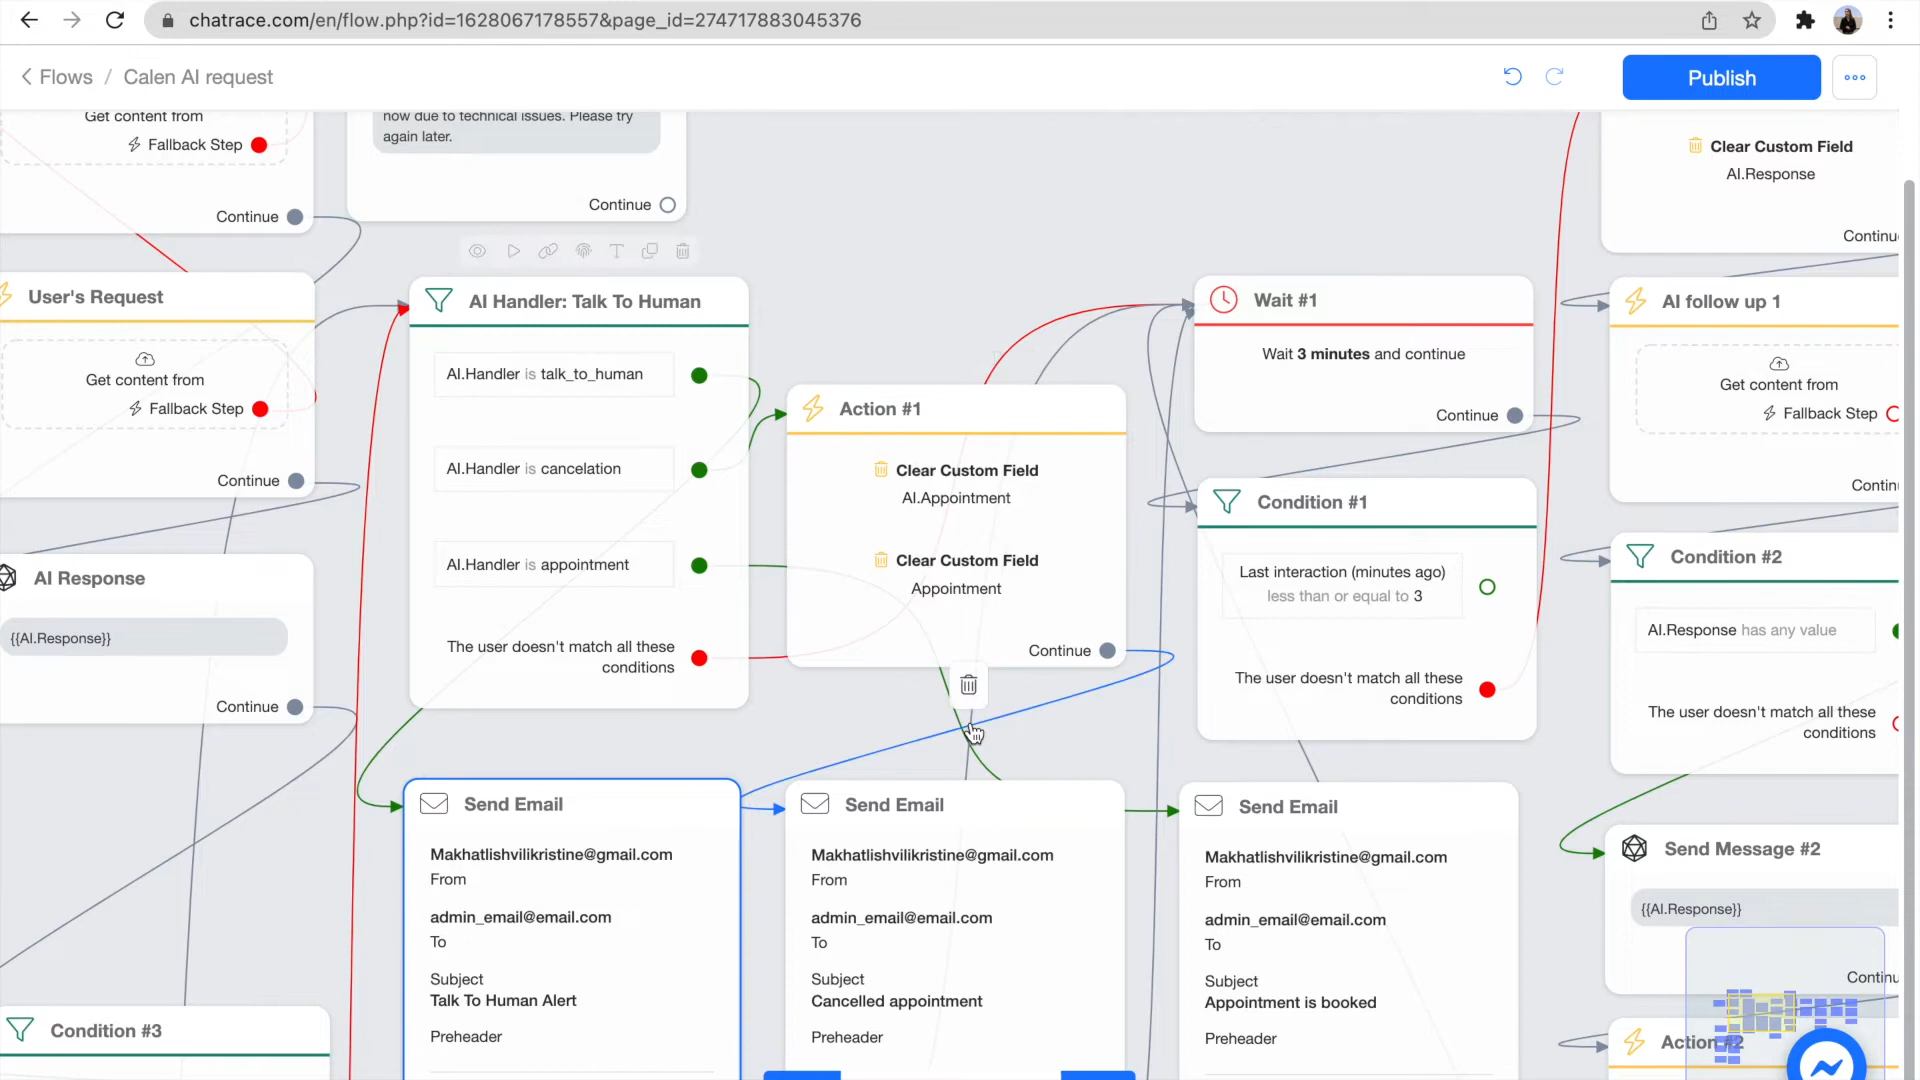 chatrace.com/en/flow.php?id=1628067178557&page_id=274717883045376
Flows / Calen AI request
Publish
Get content from
Fallback Step
Continue
now due to technical issues. Please try
again later.
Continue
Clear Custom Field
AI.Response
User's Request
Get content from
Fallback Step
Continue
AI Response
{{AI.Response}}
Continue
Condition #3
AI Handler: Talk To Human
AI.Handler is talk_to_human
AI.Handler is cancelation
AI.Handler is appointment
The user doesn't match all these
conditions
Action #1
Clear Custom Field
AI.Appointment
Clear Custom Field
Appointment
Continue
Wait #1
Wait 3 minutes and continue
Continue
Condition #1
Last interaction (minutes ago)
less than or equal to 3
The user doesn't match all these
conditions
AI follow up 1
Get content from
Fallback Step
Condition #2
AI.Response has any value
The user doesn't match all these
conditions
Send Email
Makhatlishvilikristine@gmail.com
From
admin_email@email.com
To
Subject
Talk To Human Alert
Preheader
Send Email
Makhatlishvilikristine@gmail.com
From
admin_email@email.com
To
Subject
Cancelled appointment
Preheader
Send Email
Makhatlishvilikristine@gmail.com
From
admin_email@email.com
To
Subject
Appointment is booked
Preheader
Send Message #2
{{AI.Response}}
Action #2